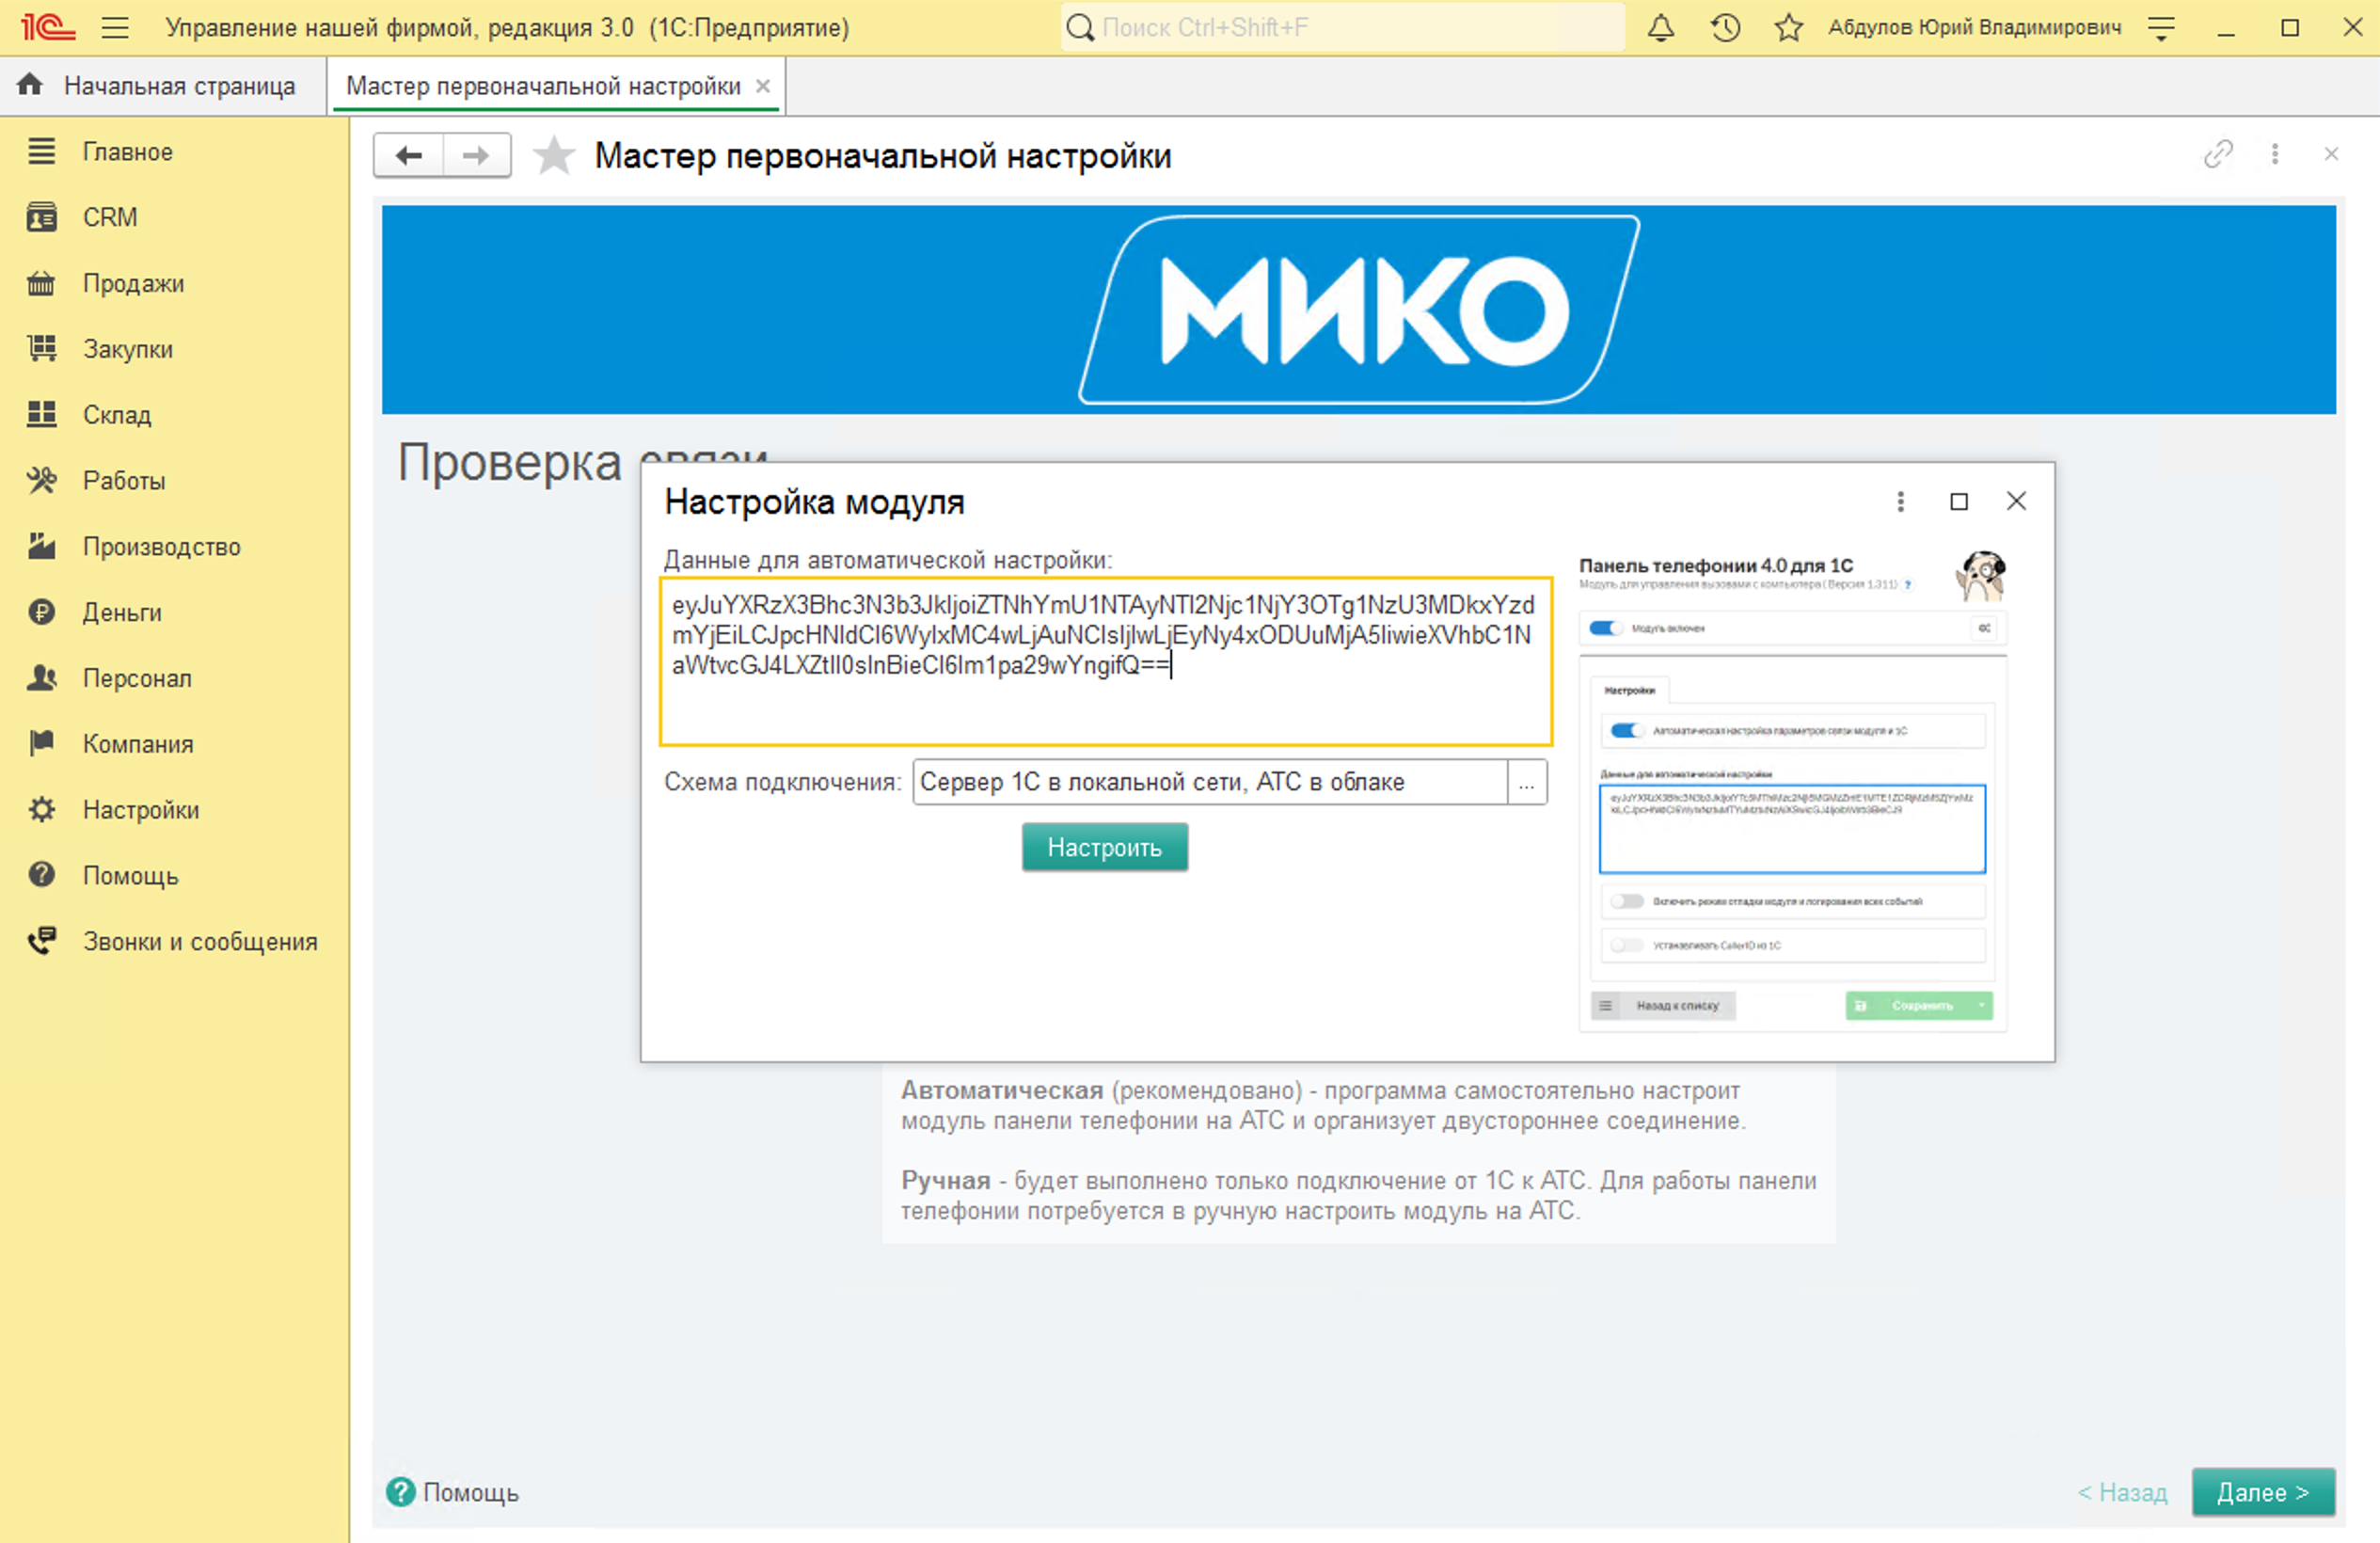 1С Управление нашей фирмой, редакция 3.0 (1С:Предприятие) Поиск Ctrl+Shift+F Абдулов Юрий Владимирович
Начальная страница Мастер первоначальной настройки
Главное
CRM
Продажи
Закупки
Склад
Работы
Производство
Деньги
Персонал
Компания
Настройки
Помощь
Звонки и сообщения
Мастер первоначальной настройки
МИКО
Проверка связи
Настройка модуля
Данные для автоматической настройки:
eyJuYXRzX3Bhc3N3b3JkIjoiZTNhYmU1NTAyNTI2Njc1NjY3OTg1NzU3MDkxYzd
mYjEiLCJpcHNldCI6WyIxMC4wLjAuNCIsIjIwLjEyNy4xODUuMjA5IiwieXVhbC1N
aWtvcGJ4LXZtIl0sInBieCI6Im1pa29wYngifQ==
Схема подключения: Сервер 1С в локальной сети, АТС в облаке ...
Настроить
Панель телефонии 4.0 для 1С
Модуль для управления вызовами с компьютера (Версия 1.311) ?
Модуль включен
Настройки
Автоматическая настройка параметров связи модуля и 1С
Данные для автоматической настройки
Включить режим отладки модуля и логирования всех событий
Устанавливать CallerID из 1С
Назад к списку Сохранить
Автоматическая (рекомендовано) - программа самостоятельно настроит
модуль панели телефонии на АТС и организует двустороннее соединение.
Ручная - будет выполнено только подключение от 1С к АТС. Для работы панели
телефонии потребуется в ручную настроить модуль на АТС.
? Помощь
< Назад Далее >